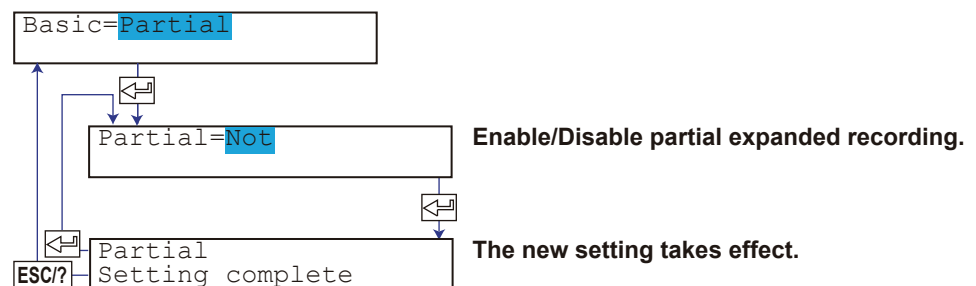 Basic=Partial
Partial=Not
Enable/Disable partial expanded recording.
Partial
Setting complete
The new setting takes effect.
ESC/?